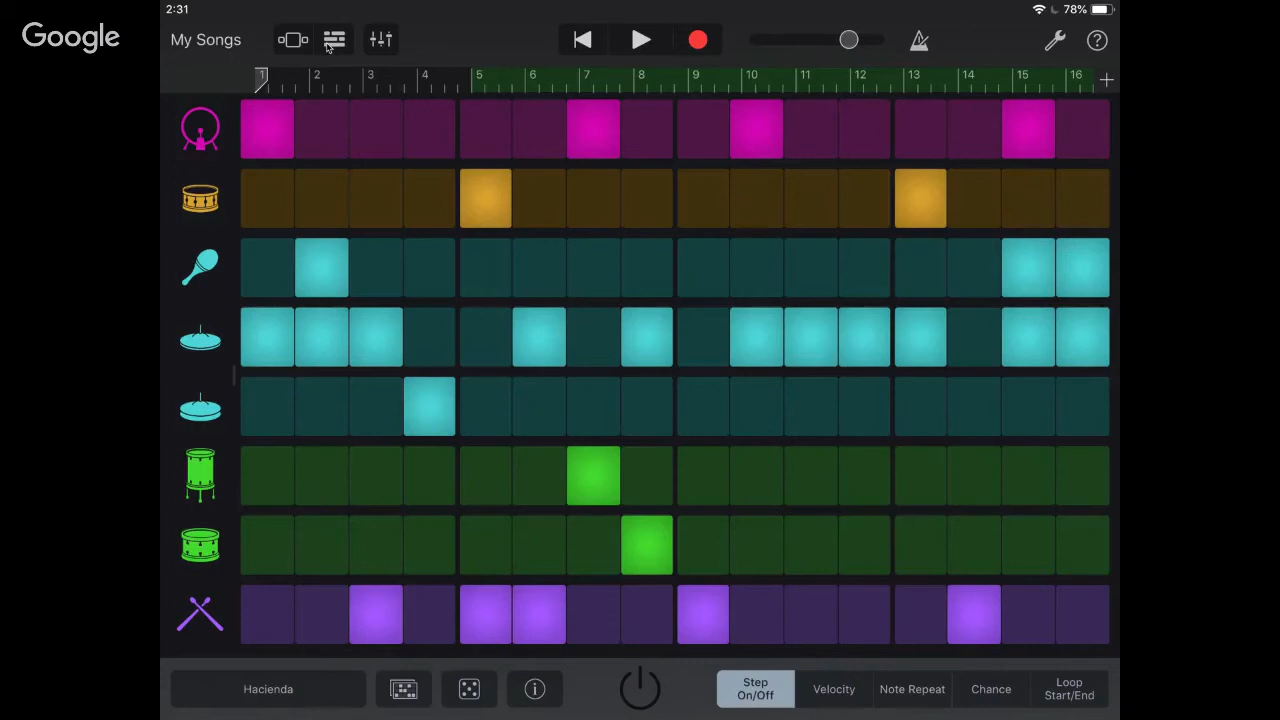 2:31
78%
Google
My Songs
1 2 3 4 5 6 7 8 9 10 11 12 13 14 15 16
Hacienda
Step On/Off
Velocity
Note Repeat
Chance
Loop Start/End